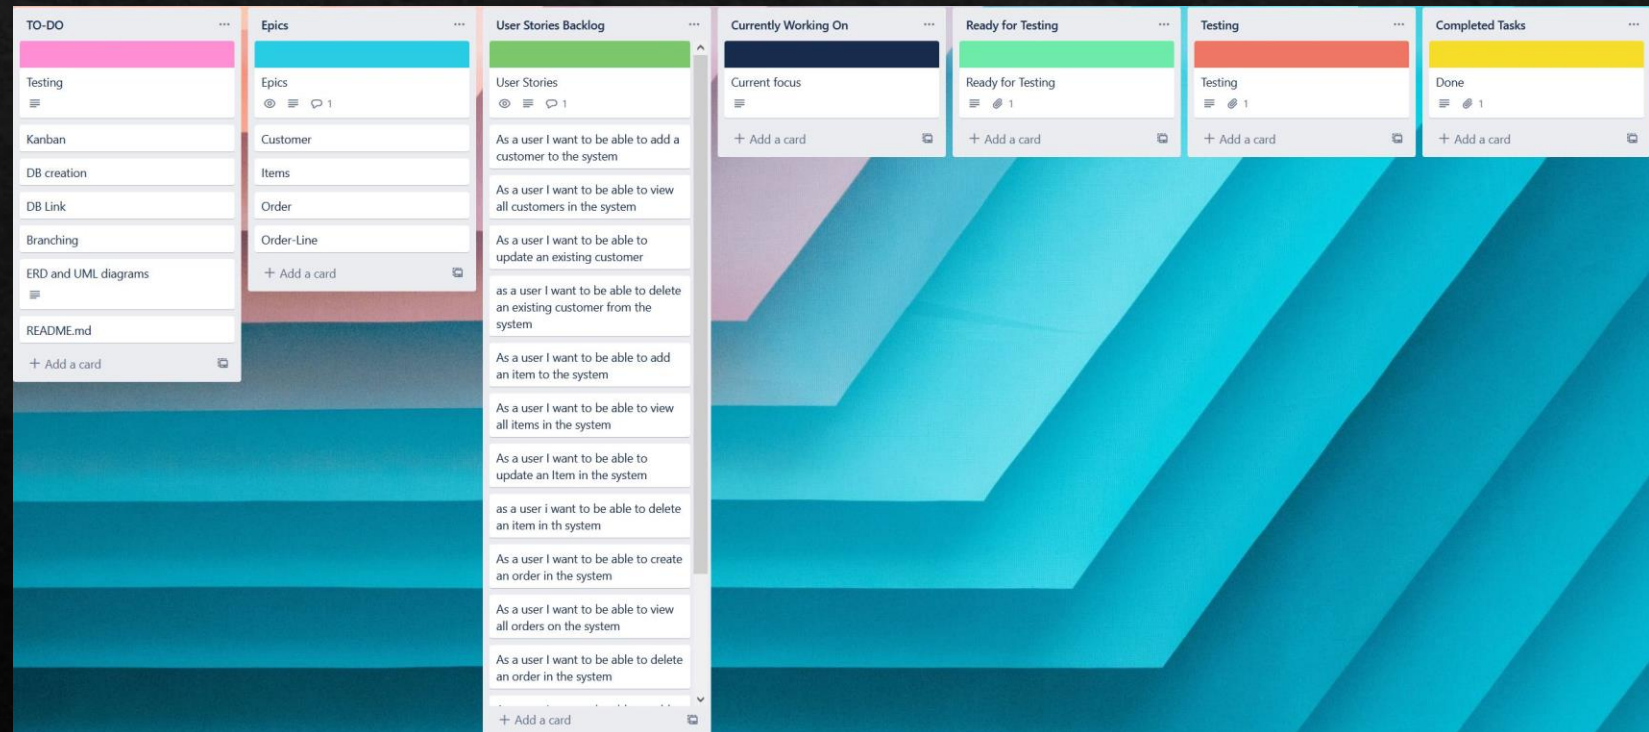 TO-DO
Testing
Kanban
DB creation
DB Link
Branching
ERD and UML diagrams
README.md
+ Add a card
Epics
Epics
1
Customer
Items
Order
Order-Line
+ Add a card
User Stories Backlog
User Stories
1
As a user I want to be able to add a
customer to the system
As a user I want to be able to view
all customers in the system
As a user I want to be able to
update an existing customer
as a user I want to be able to delete
an existing customer from the
system
As a user I want to be able to add
an item to the system
As a user I want to be able to view
all items in the system
As a user I want to be able to
update an Item in the system
as a user i want to be able to delete
an item in th system
As a user I want to be able to create
an order in the system
As a user I want to be able to view
all orders on the system
As a user I want to be able to delete
an order in the system
+ Add a card
Currently Working On
Current focus
+ Add a card
Ready for Testing
Ready for Testing
1
+ Add a card
Testing
Testing
1
+ Add a card
Completed Tasks
Done
1
+ Add a card